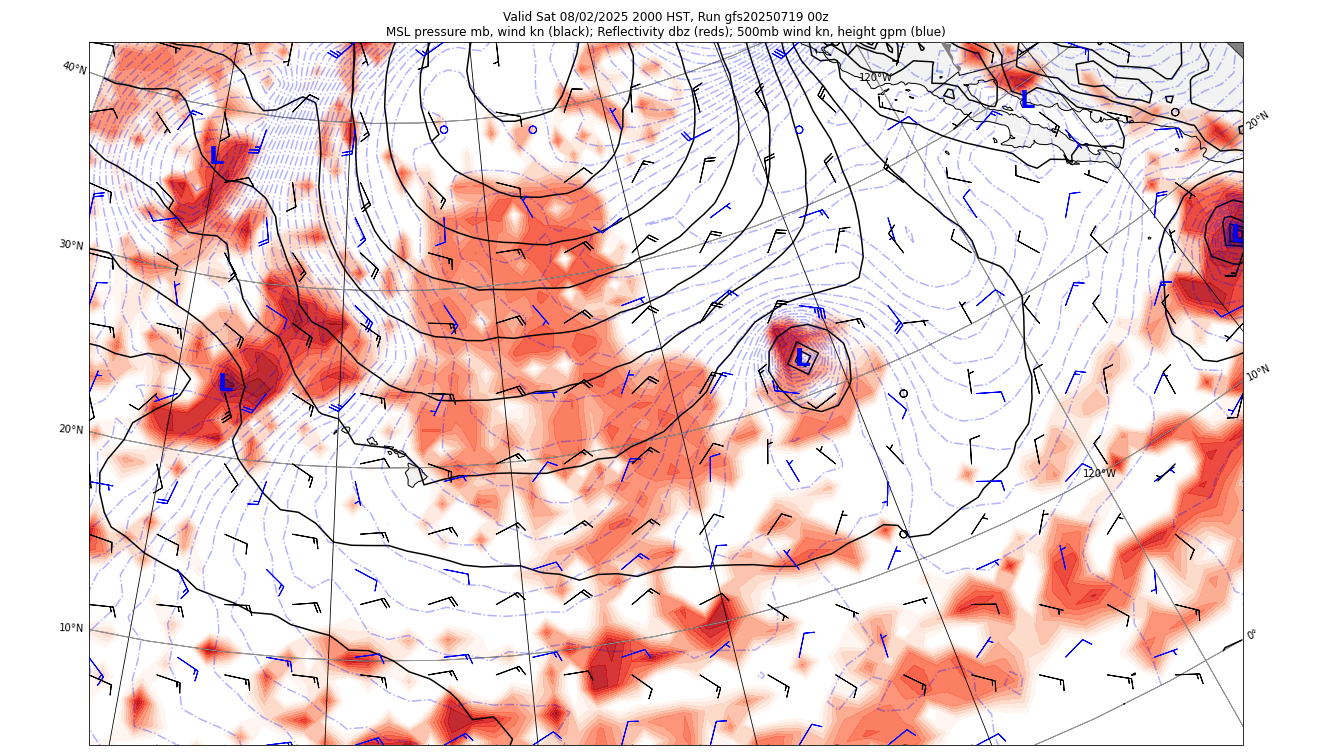 Valid Sat 08/02/2025 2000 HST, Run gfs20250719 00z
MSL pressure mb, wind kn (black); Reflectivity dbz (reds); 500mb wind kn, height gpm (blue)
40°N
120°W
L
20°N
L
30°N
L
L
10°N
L
20°N
120°W
10°N
0°